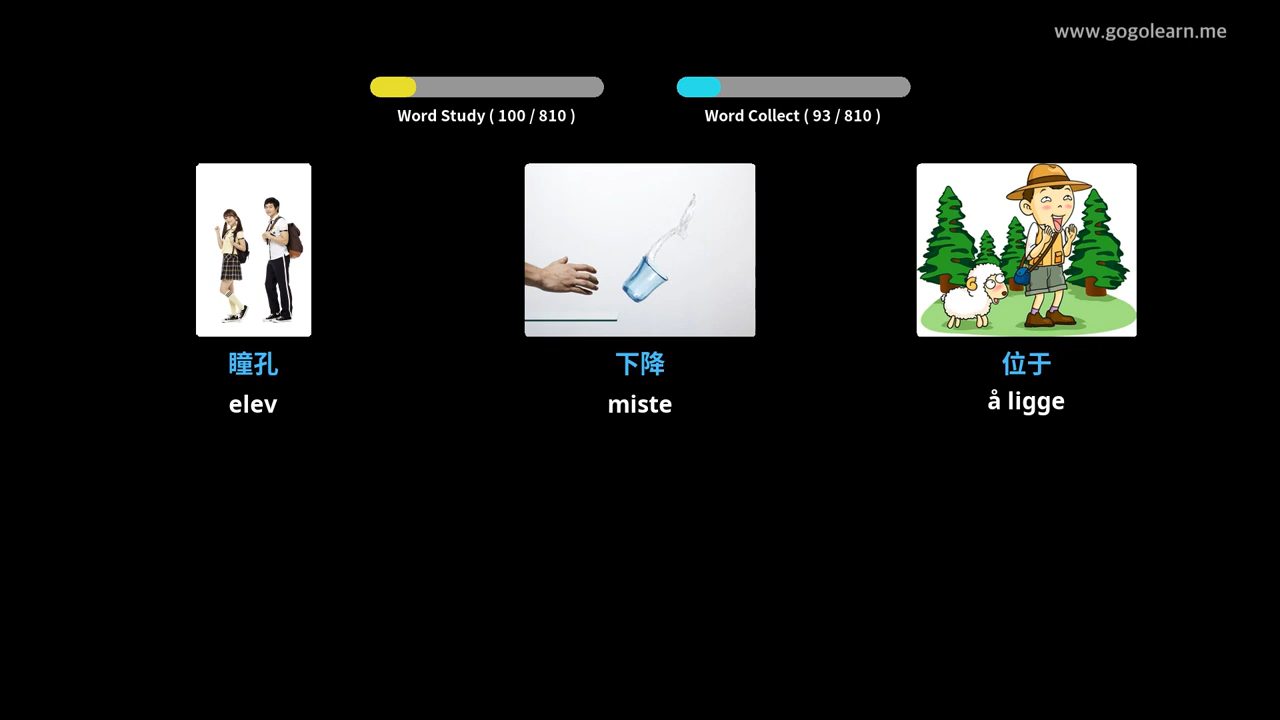 www.gogolearn.me
Word Study ( 100 / 810 )
Word Collect ( 93 / 810 )
瞳孔
下降
位于
elev
miste
å ligge